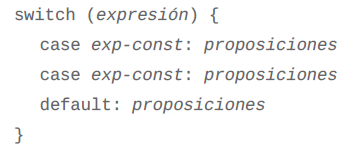 switch (expresión) {
case exp-const: proposiciones
case exp-const: proposiciones
default: proposiciones
}